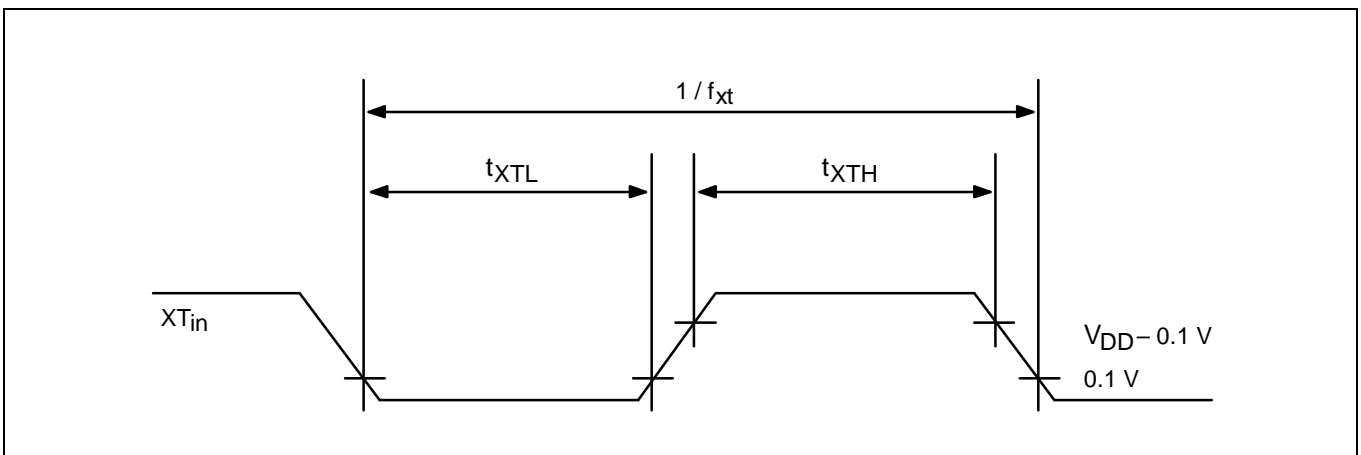 1 / fxt
tXTL
tXTH
XTin
VDD – 0.1 V
0.1 V